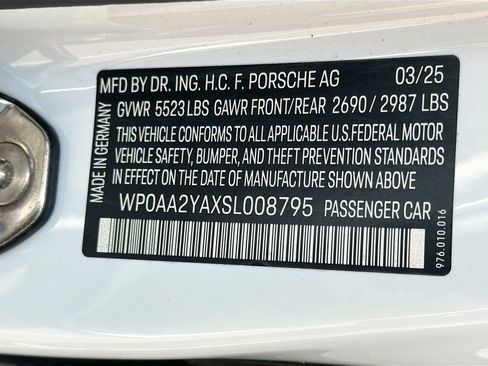 MFD BY DR. ING. H.C. F. PORSCHE AG 03/25
GVWR 5523 LBS GAWR FRONT/REAR 2690 / 2987 LBS
THIS VEHICLE CONFORMS TO ALL APPLICABLE U.S. FEDERAL MOTOR
VEHICLE SAFETY, BUMPER, AND THEFT PREVENTION STANDARDS
IN EFFECT ON THE DATE OF MANUFACTURE SHOWN ABOVE
WP0AA2YAXSL008795 PASSENGER CAR
MADE IN GERMANY
976.010.016